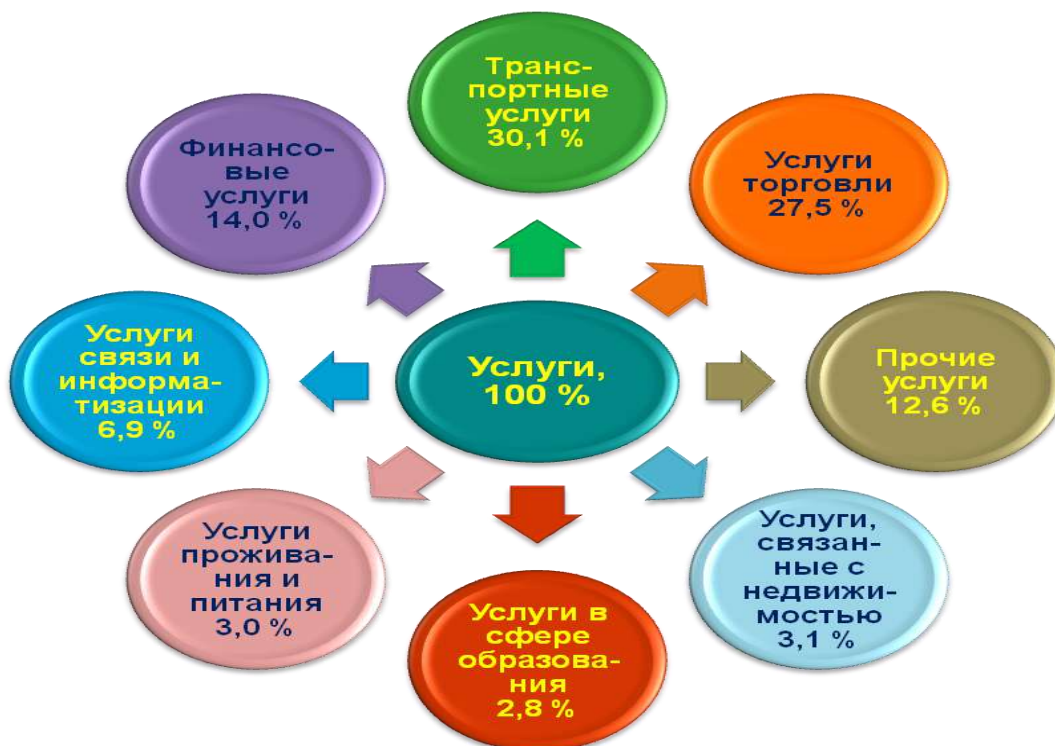 Транс-
портные
услуги
30,1 %
Финансо-
вые
услуги
14,0 %
Услуги
торговли
27,5 %
Услуги
связи и
информа-
тизации
6,9 %
Услуги,
100 %
Прочие
услуги
12,6 %
Услуги
прожива-
ния и
питания
3,0 %
Услуги в
сфере
образова-
ния
2,8 %
Услуги,
связан-
ные с
недвижи-
мостью
3,1 %